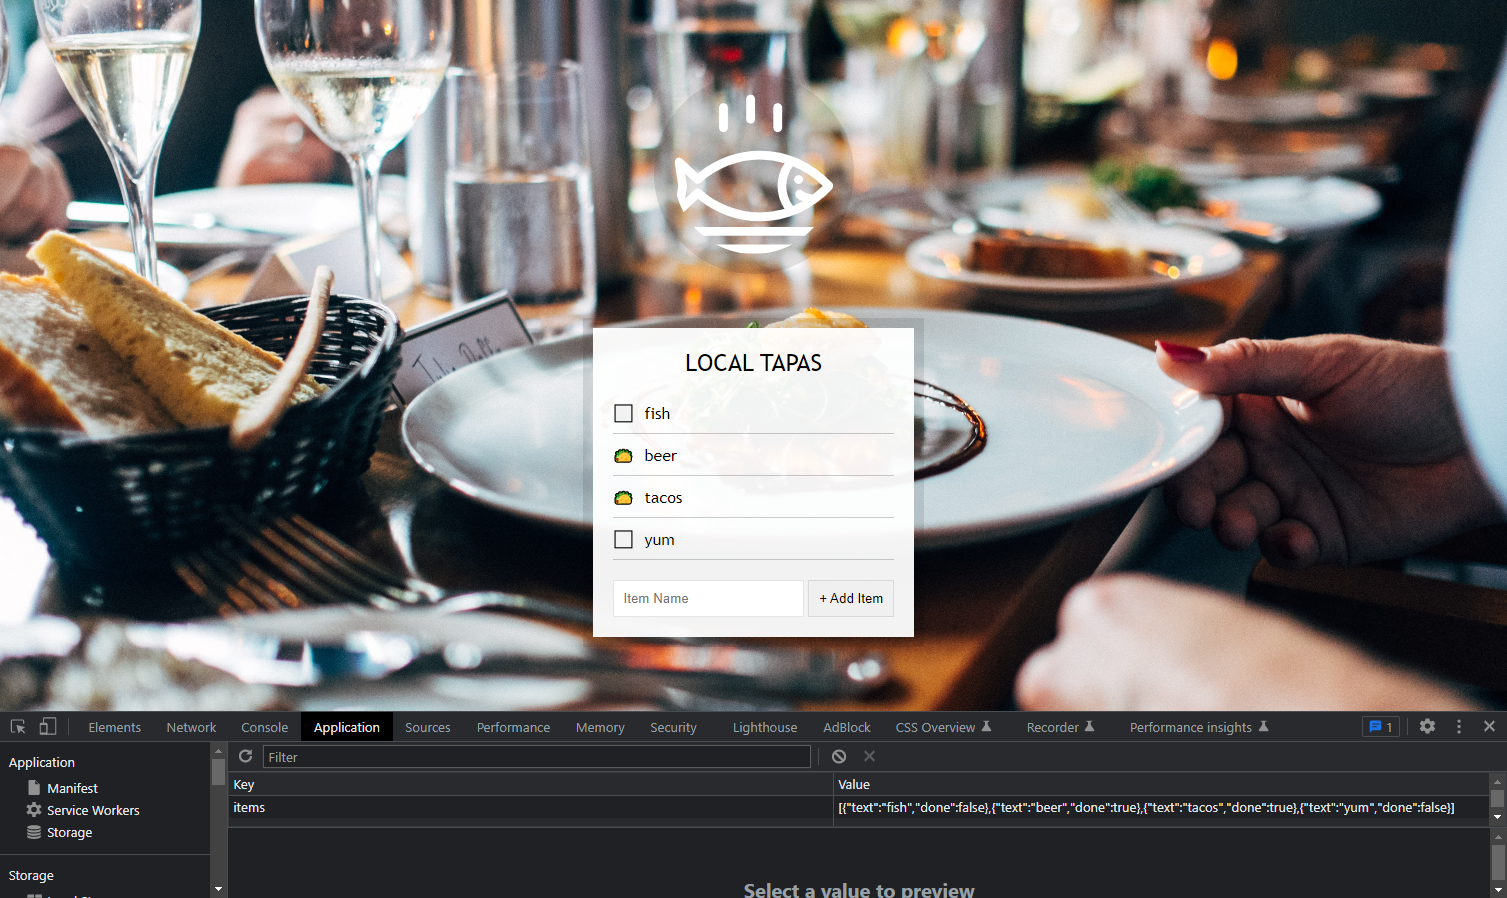 LOCAL TAPAS
fish
beer
tacos
yum
Item Name
+ Add Item
Elements Network Console Application Sources Performance Memory Security Lighthouse AdBlock CSS Overview Recorder Performance insights 1
Application
Filter
Manifest
Service Workers
Storage
Key Value
items [{"text":"fish","done":false},{"text":"beer","done":true},{"text":"tacos","done":true},{"text":"yum","done":false}]
Storage
Select a value to preview